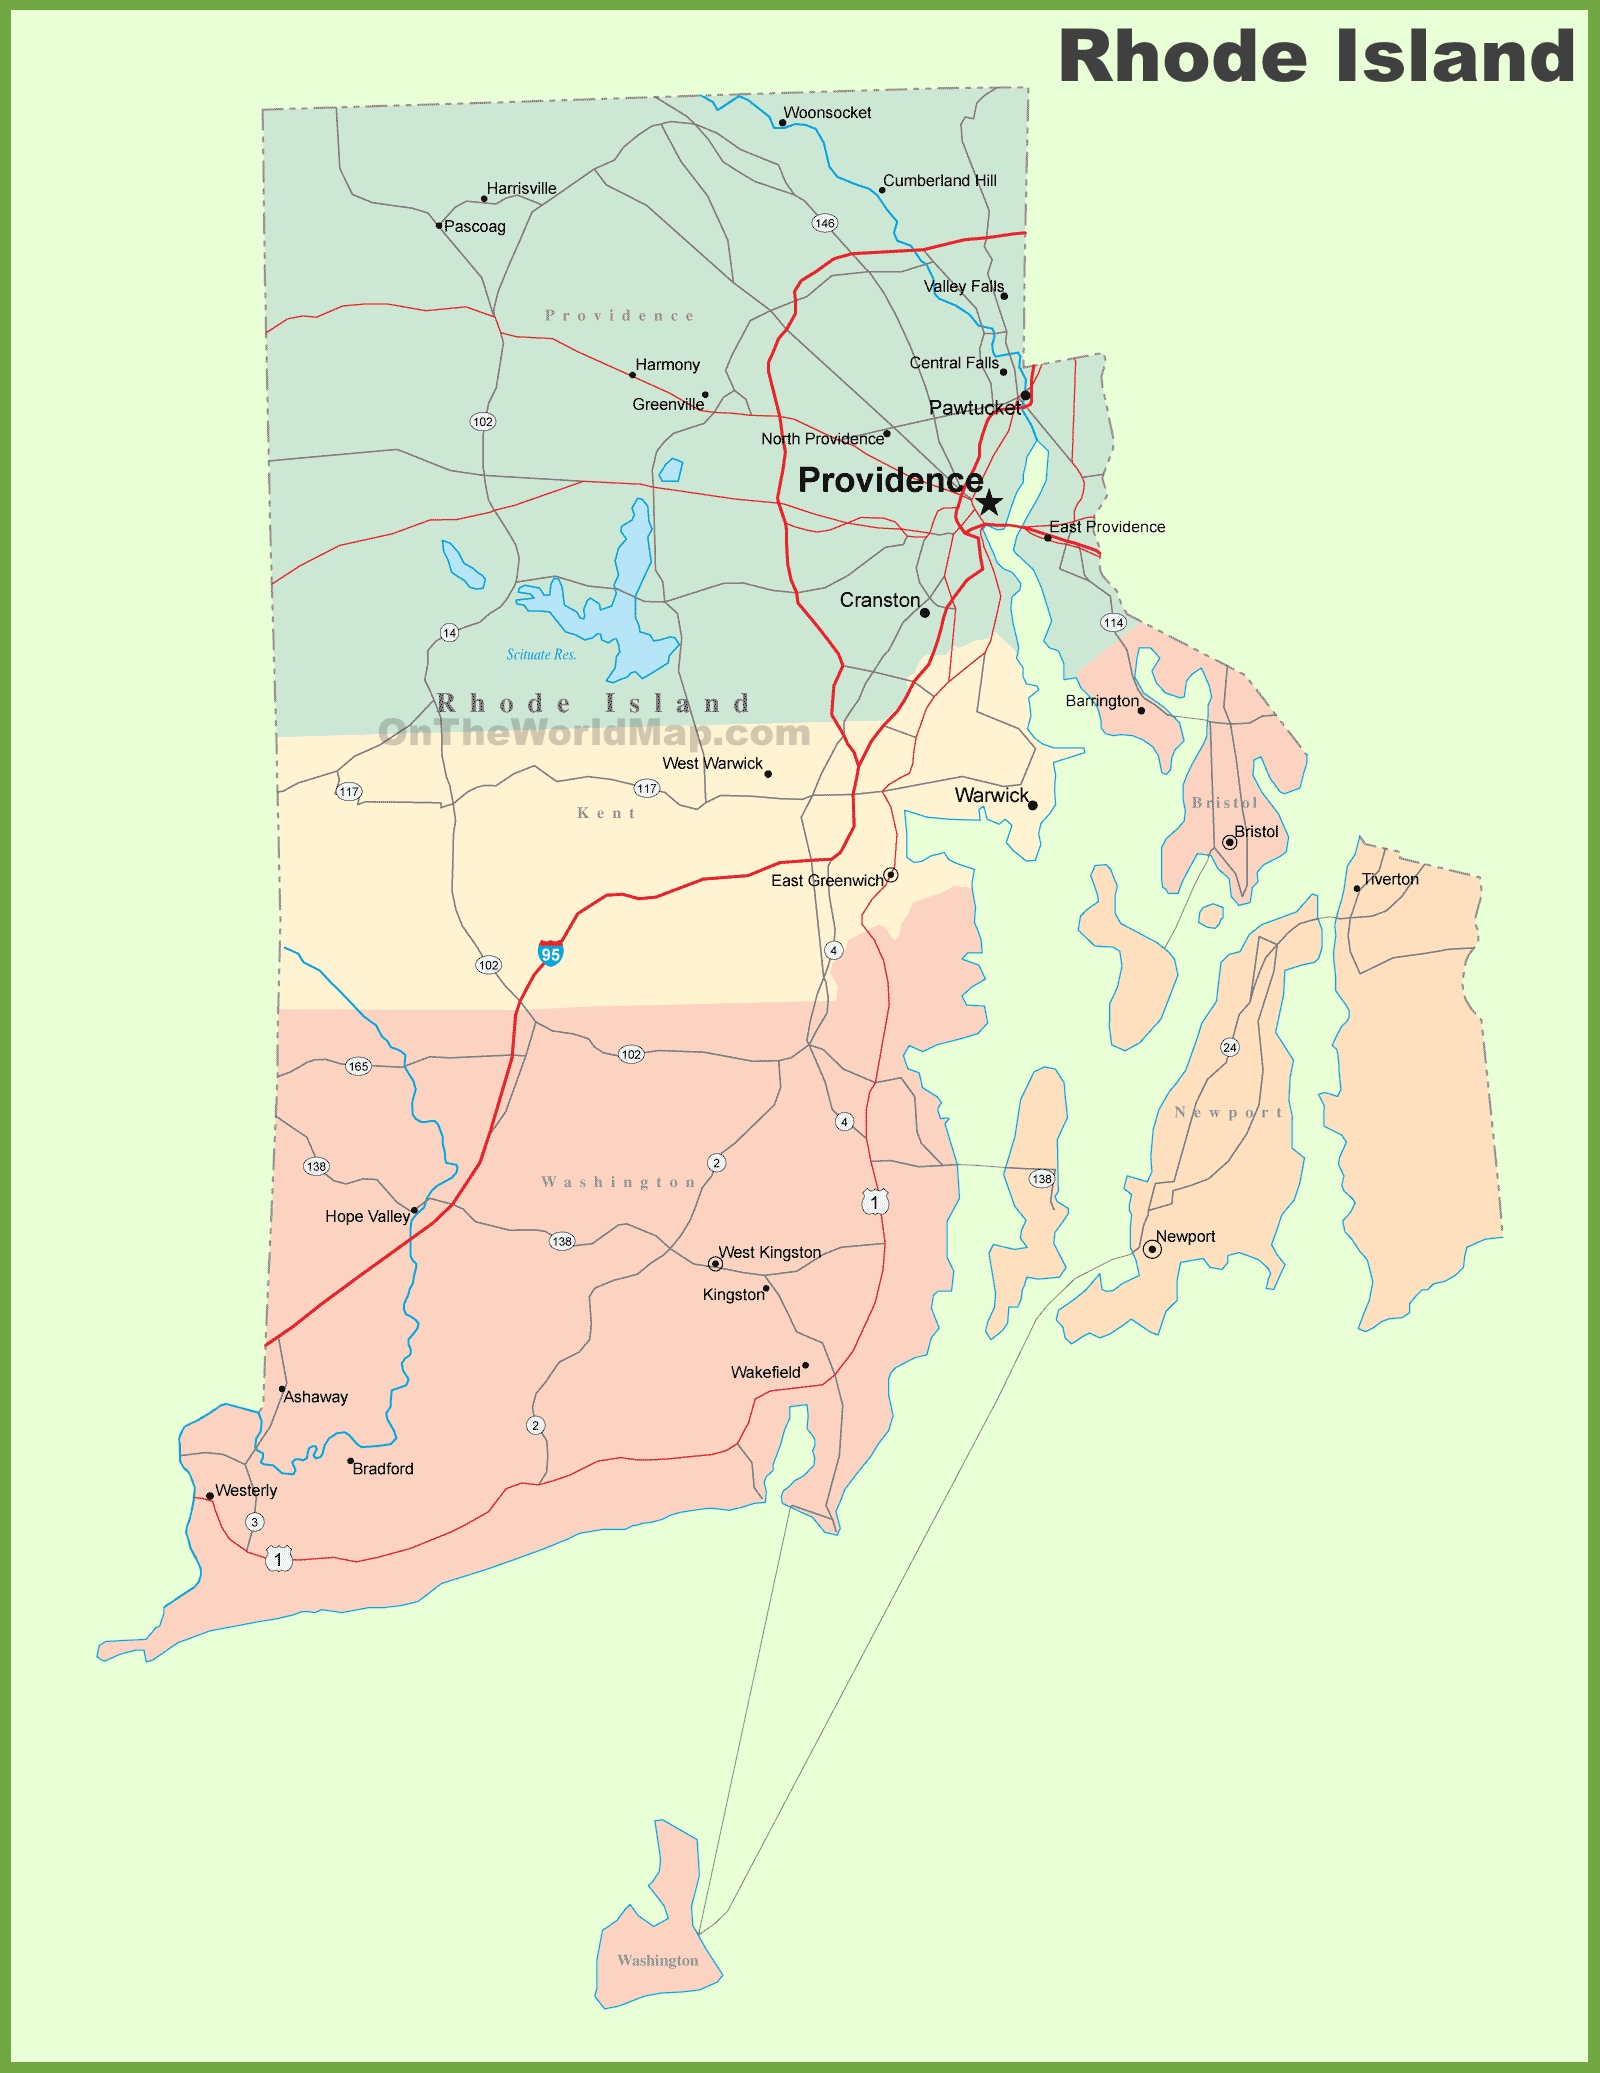 Rhode Island
Woonsocket
Cumberland Hill
Harrisville
Pascoag
146
Valley Falls
Providence
Central Falls
Harmony
Greenville
Pawtucket
102
North Providence
Providence
East Providence
Cranston
114
14
Scituate Res.
Rhode Island
Barrington
OnTheWorldMap.com
West Warwick
117
117
Warwick
Kent
Bristol
Bristol
East Greenwich
Tiverton
4
95
102
24
102
165
4
Newport
2
138
138
Washington
1
Hope Valley
138
Newport
West Kingston
Kingston
Wakefield
Ashaway
2
Bradford
Westerly
3
1
Washington